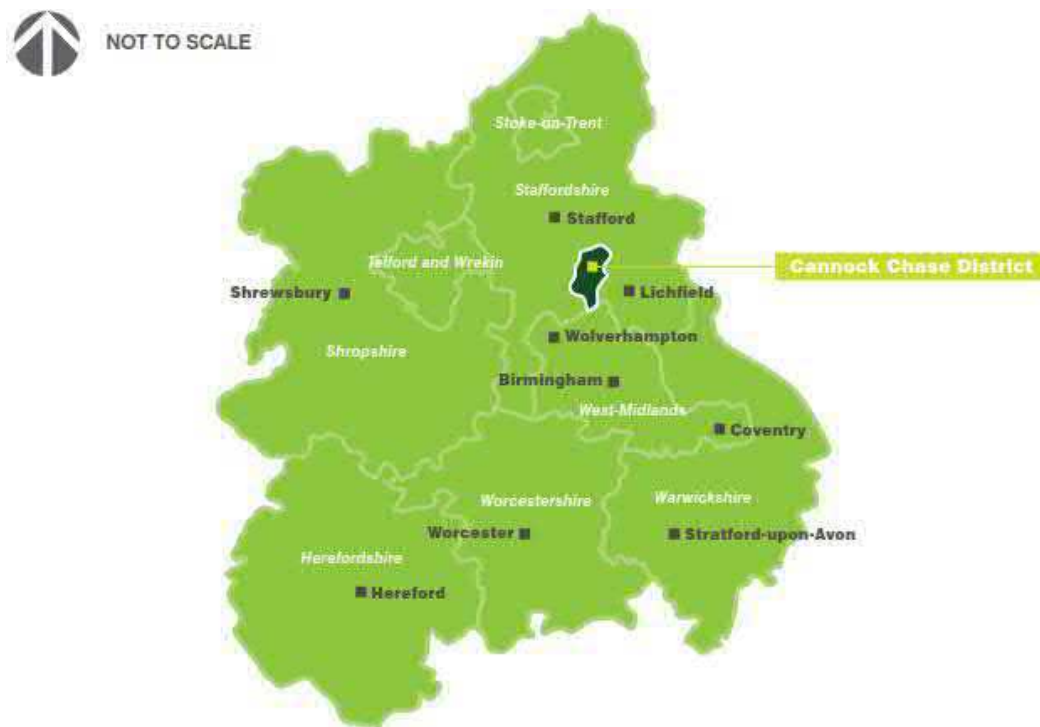 NOT TO SCALE
Stoke-on-Trent
Staffordshire
Stafford
Telford and Wrekin
Cannock Chase District
Shrewsbury
Lichfield
Wolverhampton
Shropshire
Birmingham
West-Midlands
Coventry
Worcestershire
Warwickshire
Worcester
Stratford-upon-Avon
Herefordshire
Hereford